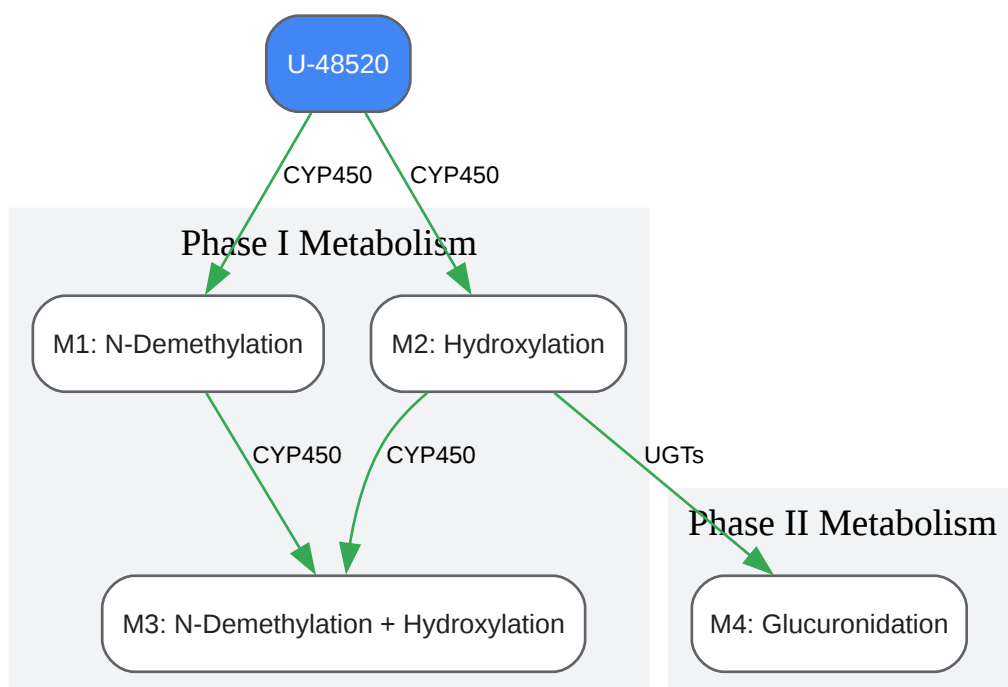 U-48520
CYP450
CYP450
Phase I Metabolism
M1: N-Demethylation
M2: Hydroxylation
CYP450
CYP450
UGTs
Phase II Metabolism
M3: N-Demethylation + Hydroxylation
M4: Glucuronidation